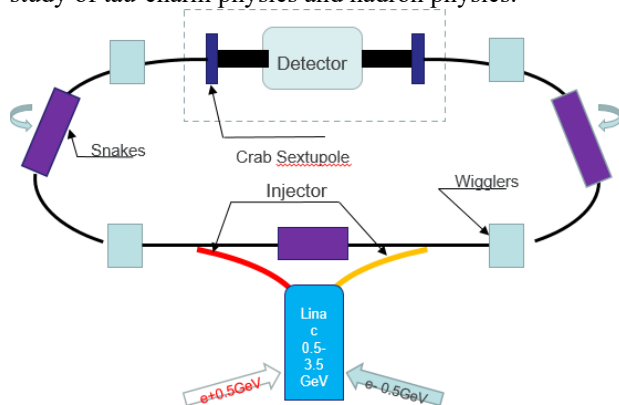 study of tau-charm physics and hadron physics.
Detector
Snakes
Crab Sextupole
Wigglers
Injector
Lina
c
0.5-
3.5
GeV
e+0.5GeV
e- 0.5GeV